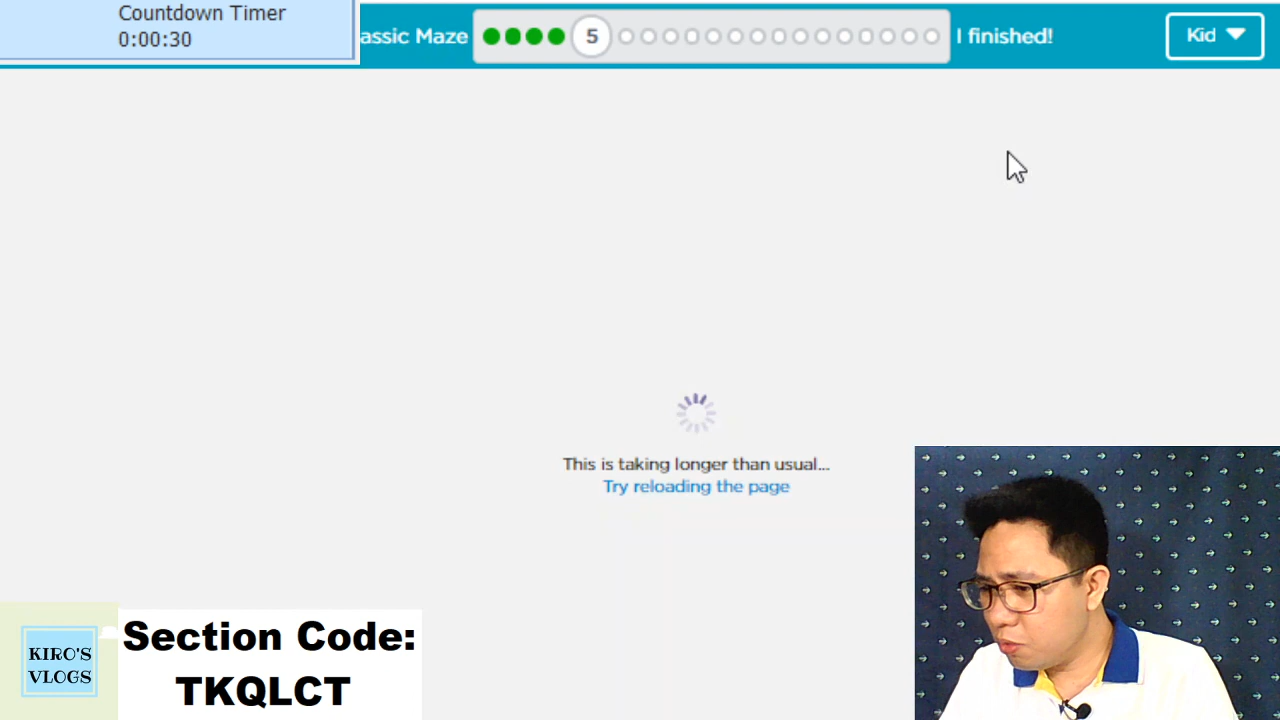 Countdown Timer
0:00:30
assic Maze 5 I finished! Kid
This is taking longer than usual...
Try reloading the page
KIRO'S
VLOGS
Section Code:
TKQLCT